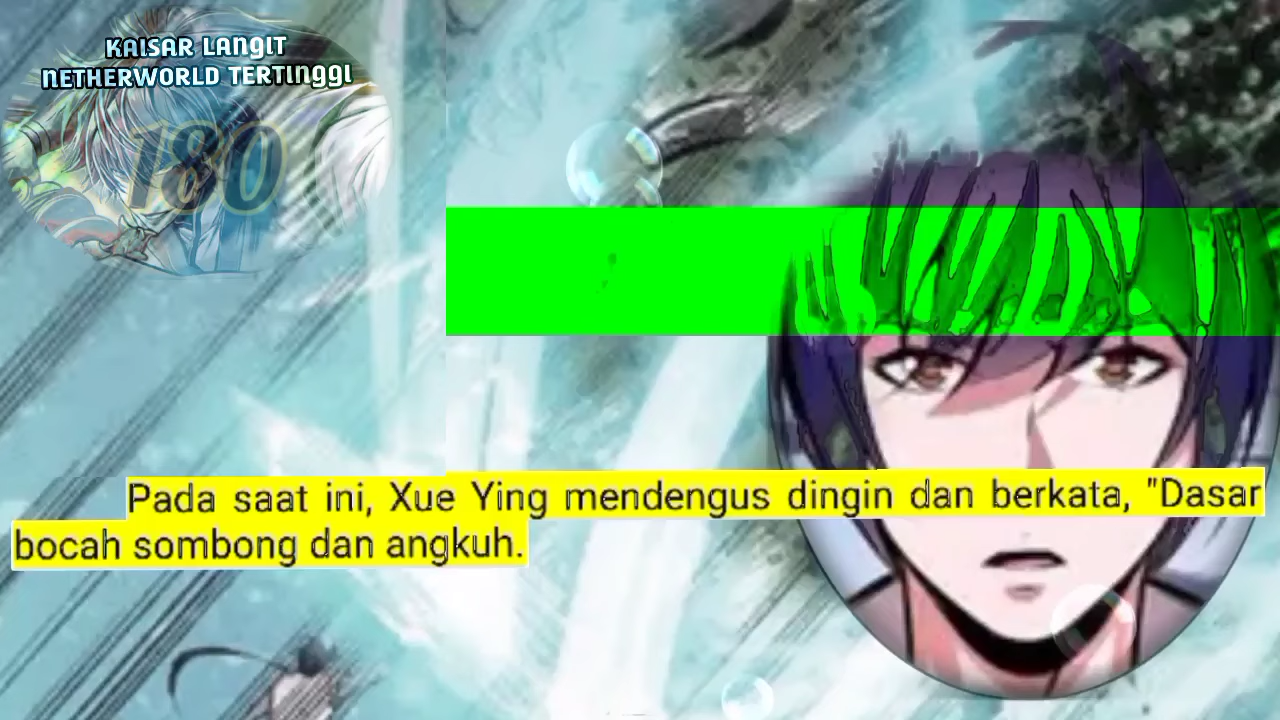 KAISAR LANGIT
NETHERWORLD TERTINGGI
180
Pada saat ini, Xue Ying mendengus dingin dan berkata, "Dasar
bocah sombong dan angkuh.